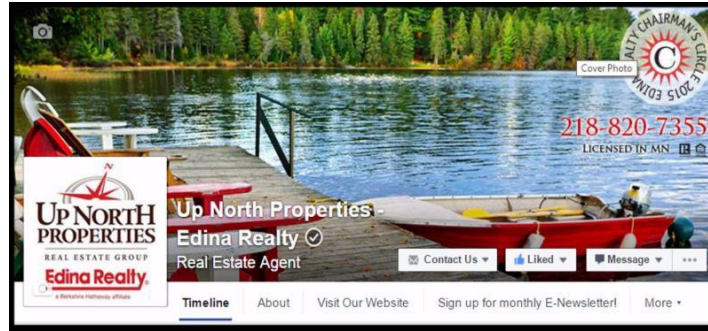 ALTY CHAIRMAN'S CIRCLE 2015 EDINA
C
Cover Photo
218-820-7355
LICENSED IN MN
N
UP NORTH
PROPERTIES
REAL ESTATE GROUP
Edina Realty.
a Berkshire Hathaway affiliate
Up North Properties -
Edina Realty
Real Estate Agent
Contact Us
Liked
Message
Timeline
About
Visit Our Website
Sign up for monthly E-Newsletter!
More